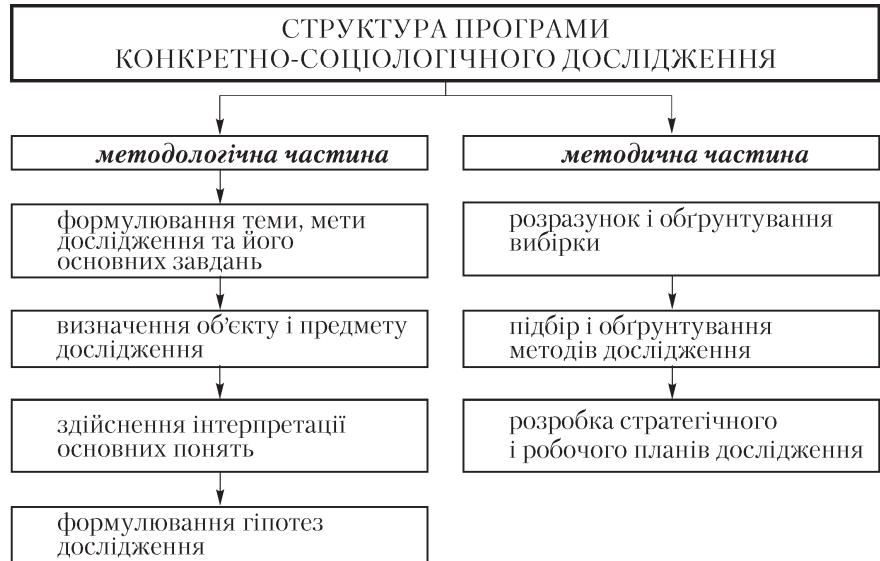 СТРУКТУРА ПРОГРАМИ
КОНКРЕТНО-СОЦІОЛОГІЧНОГО ДОСЛІДЖЕННЯ
методологічна частина
формулювання теми, мети
дослідження та його
основних завдань
визначення об’єкту і предмету
дослідження
здійснення інтерпретації
основних понять
формулювання гіпотез
дослідження
методична частина
розразунок і обґрунтування
вибірки
підбір і обґрунтування
методів дослідження
розробка стратегічного
і робочого планів дослідження